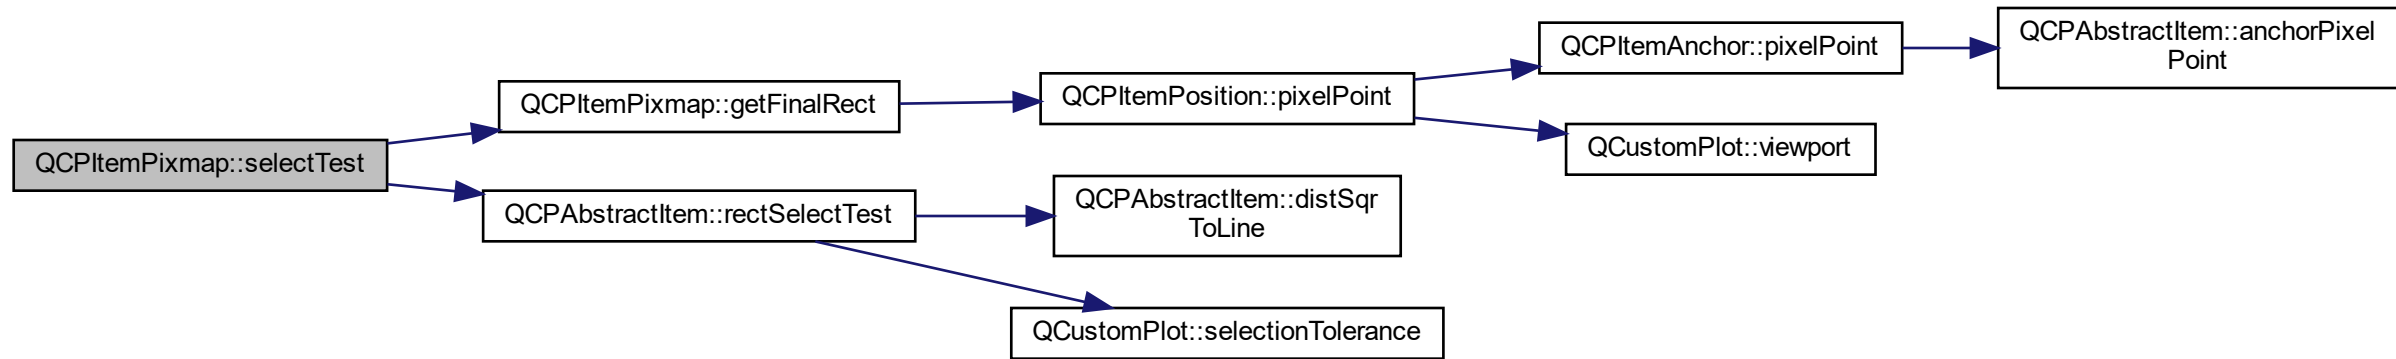 QCPItemPixmap::selectTest
QCPItemPixmap::getFinalRect
QCPItemPosition::pixelPoint
QCPItemAnchor::pixelPoint
QCPAbstractItem::anchorPixel
Point
QCustomPlot::viewport
QCPAbstractItem::rectSelectTest
QCPAbstractItem::distSqr
ToLine
QCustomPlot::selectionTolerance